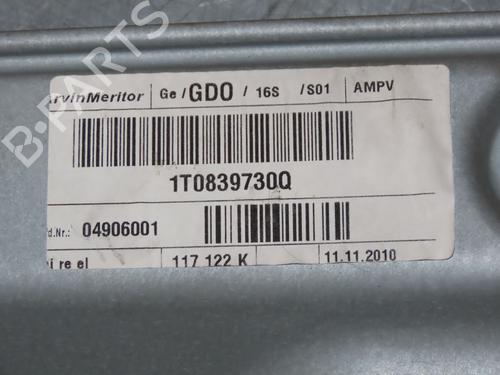 B-PARTS
ArvinMeritor Ge / GDO / 16S / S01 AMPV
1T0839730Q
d.Nr.: 04906001
i re el 117 122 K 11.11.2010